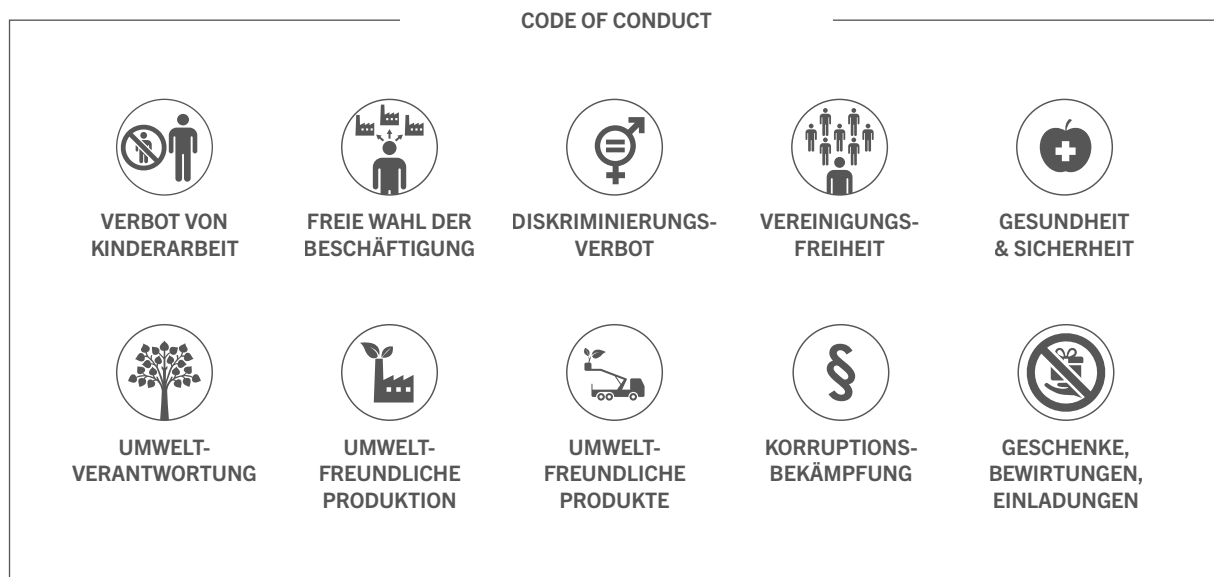 CODE OF CONDUCT
VERBOT VON
KINDERARBEIT
FREIE WAHL DER
BESCHÄFTIGUNG
DISKRIMINIERUNGS-
VERBOT
VEREINIGUNGS-
FREIHEIT
GESUNDHEIT
& SICHERHEIT
UMWELT-
VERANTWORTUNG
UMWELT-
FREUNDLICHE
PRODUKTION
UMWELT-
FREUNDLICHE
PRODUKTE
§
KORRUPTIONS-
BEKÄMPFUNG
GESCHENKE,
BEWIRTUNGEN,
EINLADUNGEN